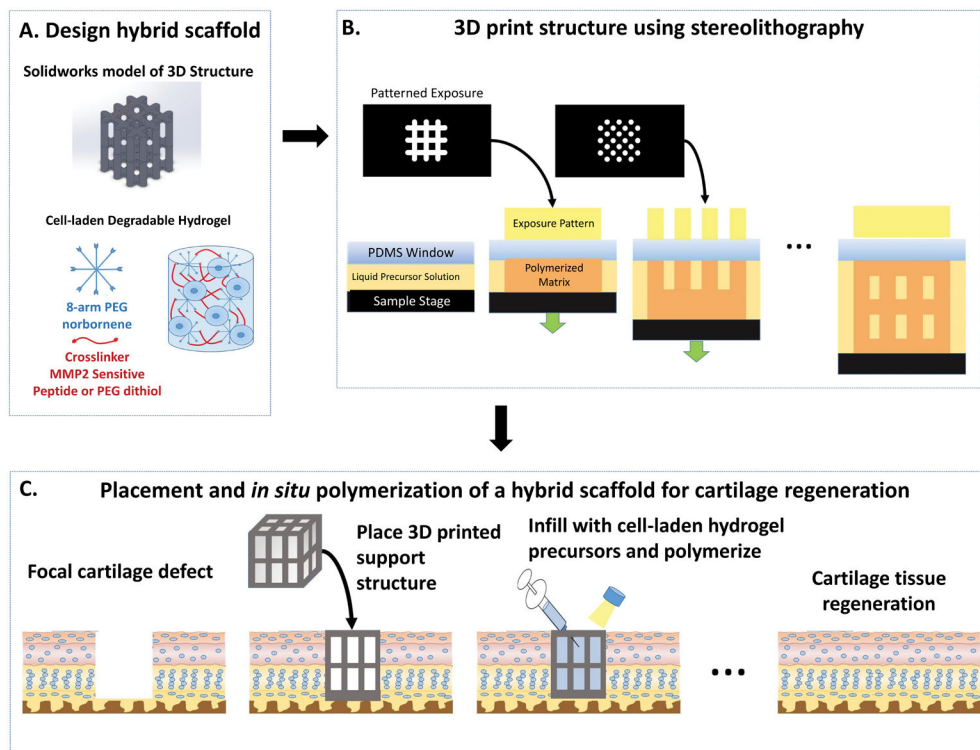 A. Design hybrid scaffold
Solidworks model of 3D Structure
Cell-laden Degradable Hydrogel
8-arm PEG
norbornene
Crosslinker
MMP2 Sensitive
Peptide or PEG dithiol
B. 3D print structure using stereolithography
Patterned Exposure
Exposure Pattern
PDMS Window
Liquid Precursor Solution
Sample Stage
Polymerized
Matrix
...
C. Placement and in situ polymerization of a hybrid scaffold for cartilage regeneration
Focal cartilage defect
Place 3D printed
support
structure
Infill with cell-laden hydrogel
precursors and polymerize
...
Cartilage tissue
regeneration